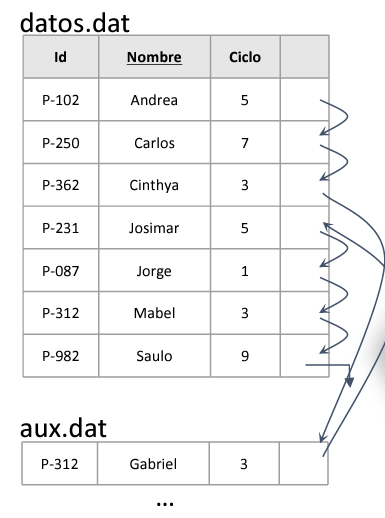 datos.dat
Id Nombre Ciclo
P-102 Andrea 5
P-250 Carlos 7
P-362 Cinthya 3
P-231 Josimar 5
P-087 Jorge 1
P-312 Mabel 3
P-982 Saulo 9
aux.dat
P-312 Gabriel 3
...